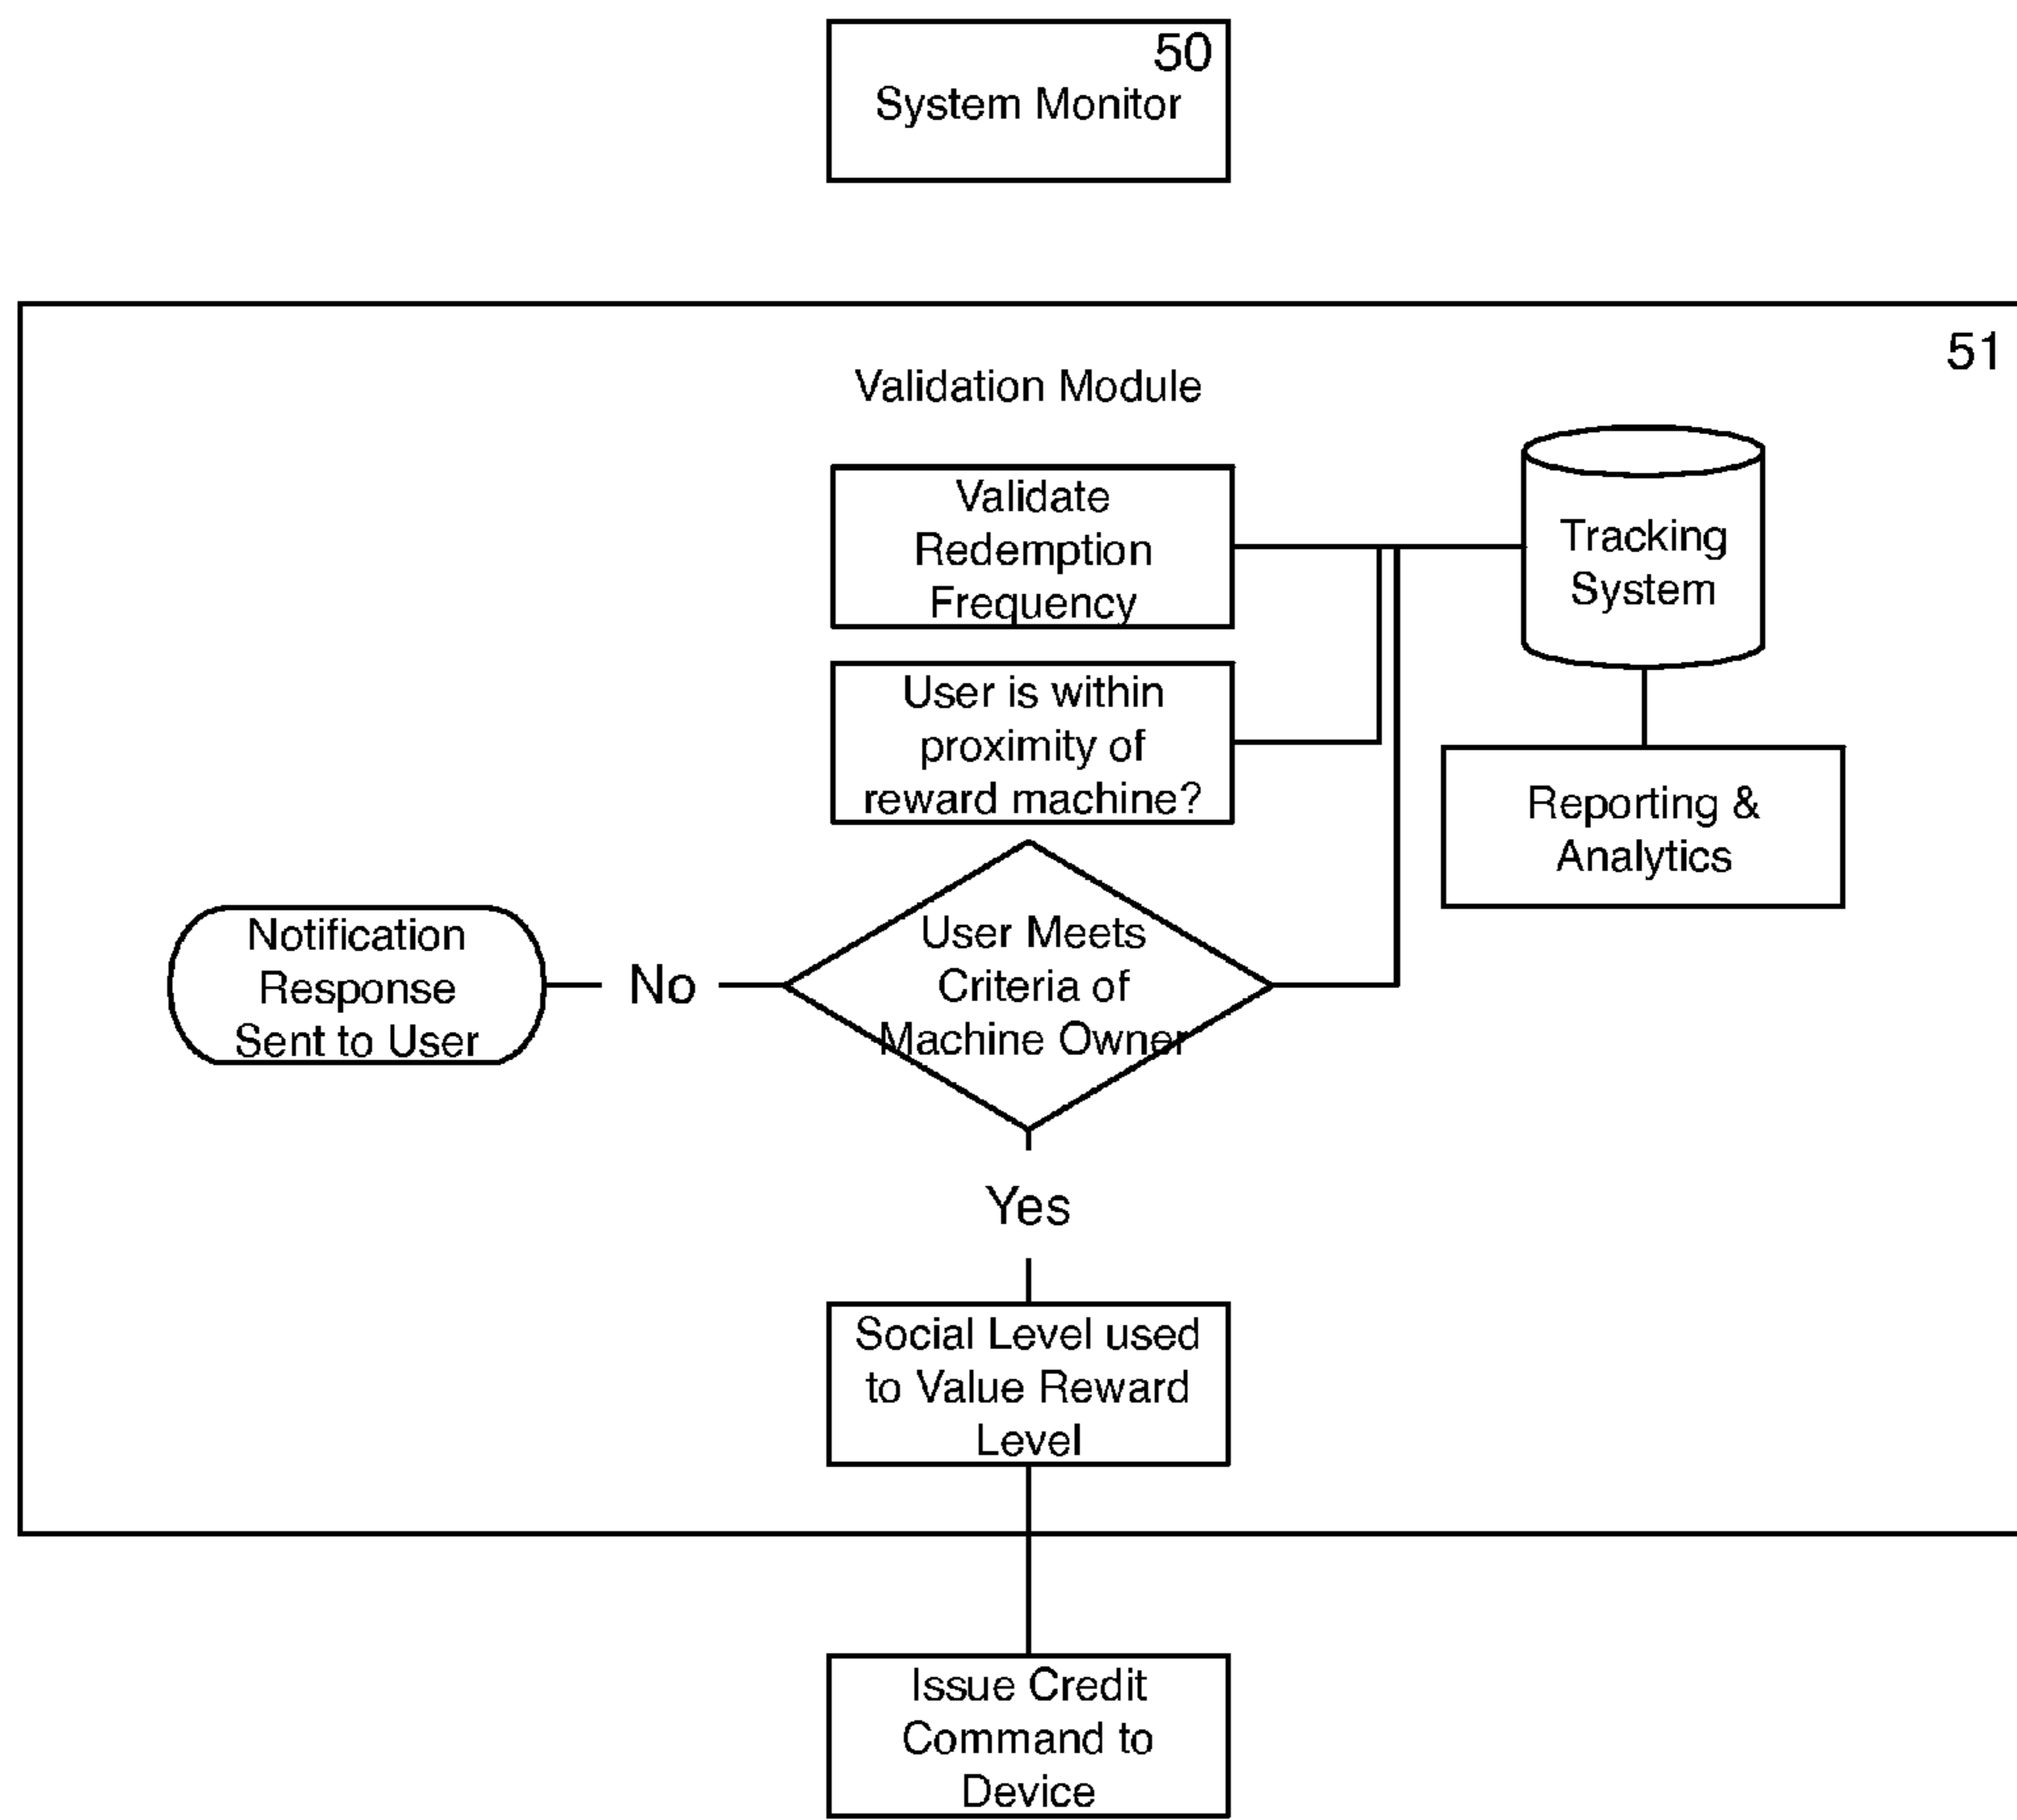 50
System Monitor
51
Validation Module
Validate
Redemption
Frequency
Tracking
System
User is within
proximity of
reward machine?
Reporting &
Analytics
Notification
Response
Sent to User
No
User Meets
Criteria of
Machine Owner
Yes
Social Level used
to Value Reward
Level
Issue Credit
Command to
Device